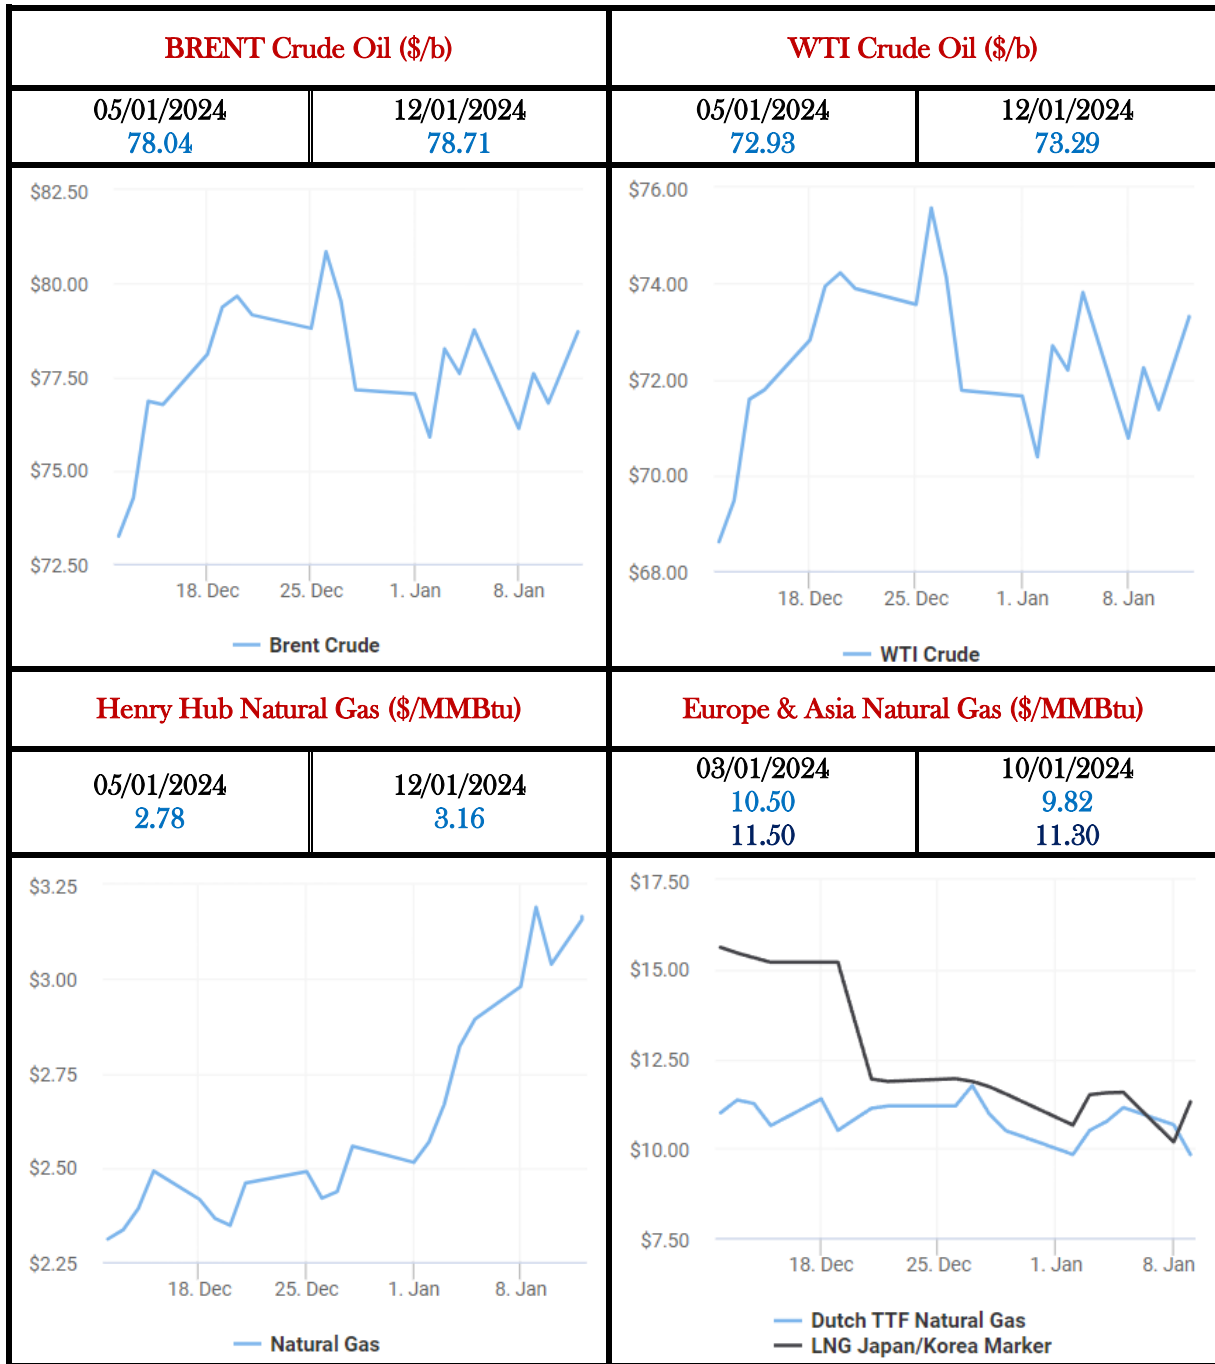 BRENT Crude Oil ($/b)
WTI Crude Oil ($/b)
05/01/2024
78.04
12/01/2024
78.71
05/01/2024
72.93
12/01/2024
73.29
$82.50
$80.00
$77.50
$75.00
$72.50
18. Dec
25. Dec
1. Jan
8. Jan
Brent Crude
$76.00
$74.00
$72.00
$70.00
$68.00
18. Dec
25. Dec
1. Jan
8. Jan
WTI Crude
Henry Hub Natural Gas ($/MMBtu)
Europe & Asia Natural Gas ($/MMBtu)
05/01/2024
2.78
12/01/2024
3.16
03/01/2024
10.50
11.50
10/01/2024
9.82
11.30
$3.25
$3.00
$2.75
$2.50
$2.25
18. Dec
25. Dec
1. Jan
8. Jan
Natural Gas
$17.50
$15.00
$12.50
$10.00
$7.50
18. Dec
25. Dec
1. Jan
8. Jan
Dutch TTF Natural Gas
LNG Japan/Korea Marker